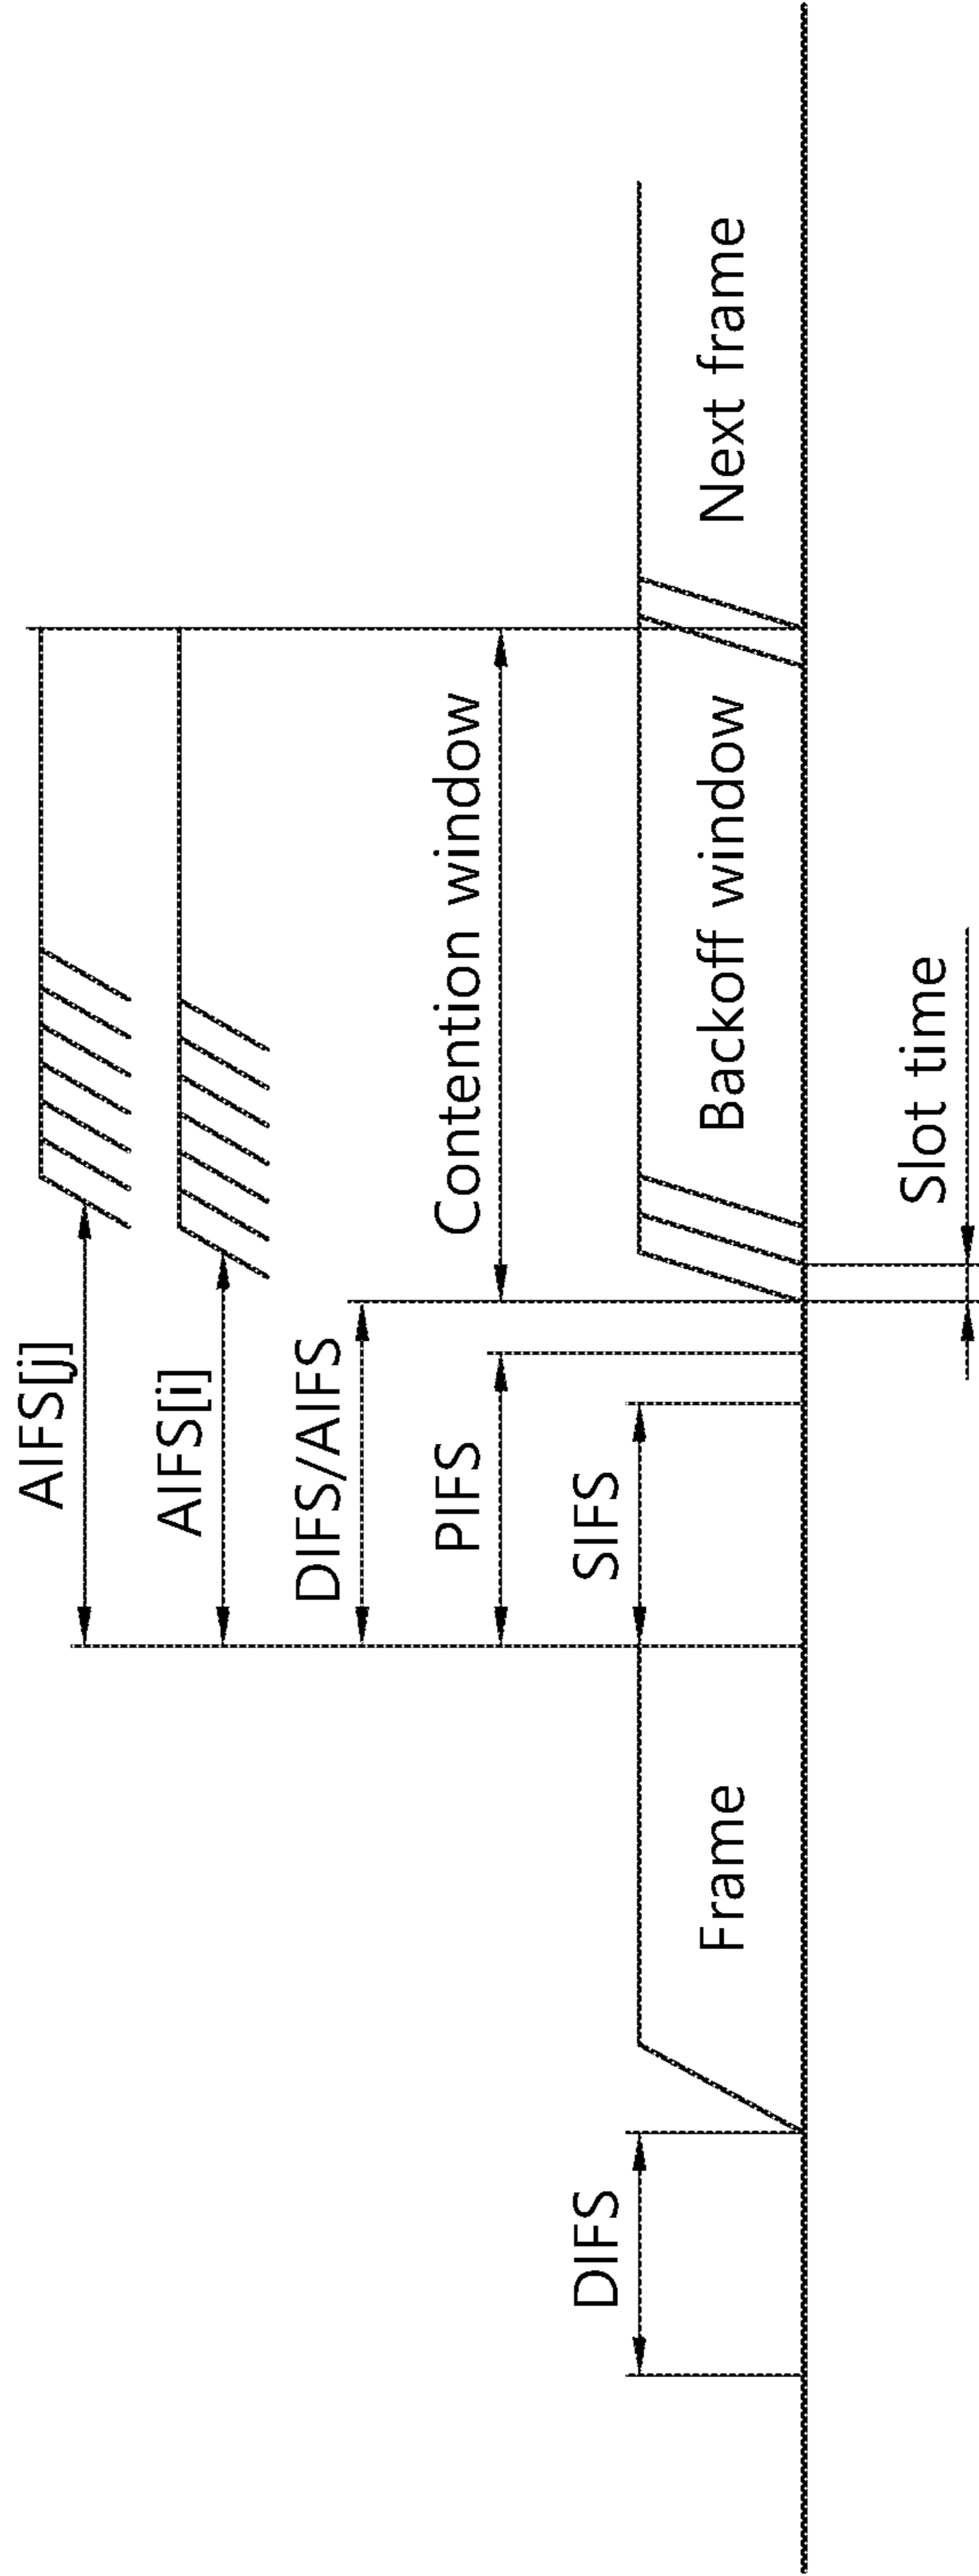 AIFS[j]
AIFS[i]
DIFS/AIFS
PIFS
Contention window
DIFS
SIFS
Frame
Backoff window
Next frame
Slot time